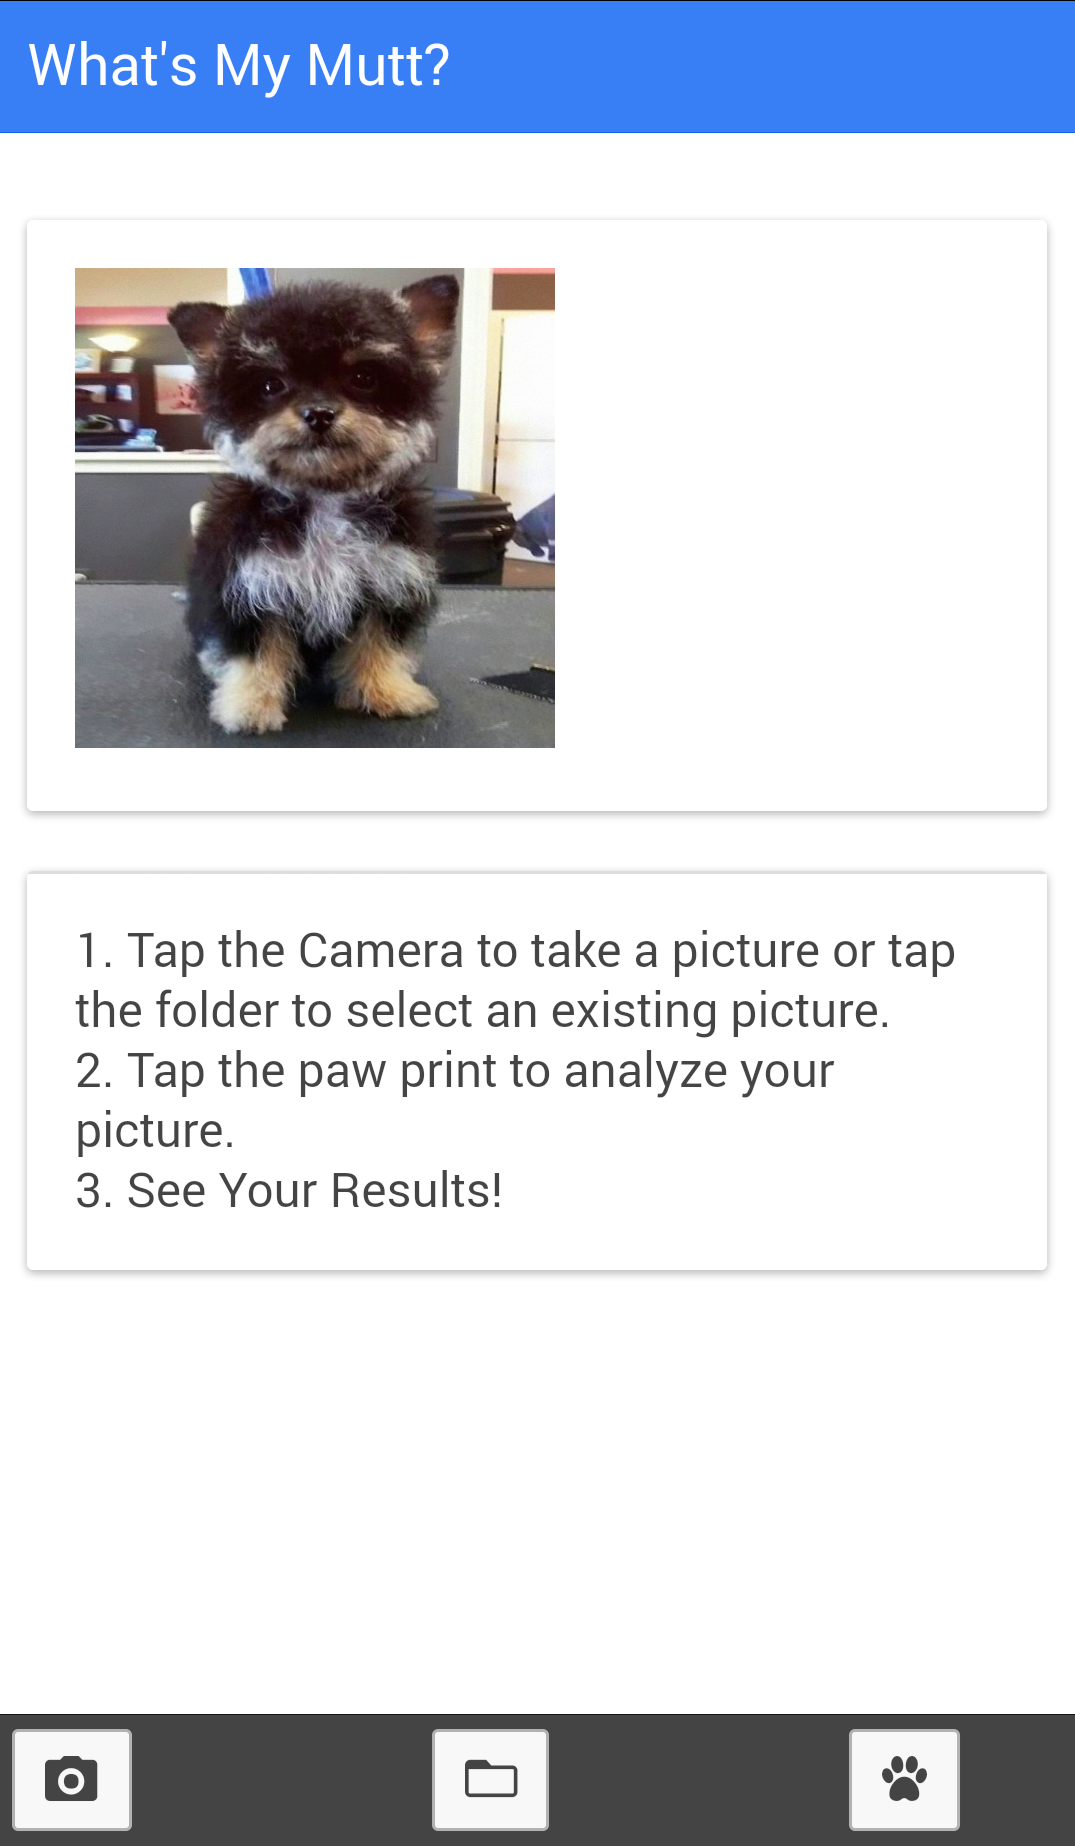 What's My Mutt?
1. Tap the Camera to take a picture or tap
the folder to select an existing picture.
2. Tap the paw print to analyze your
picture.
3. See Your Results!